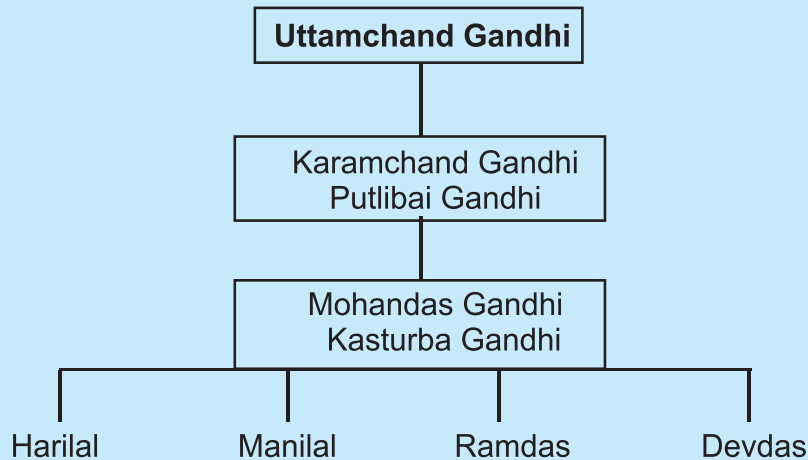 Uttamchand Gandhi
Karamchand Gandhi
Putlibai Gandhi
Mohandas Gandhi
Kasturba Gandhi
Harilal Manilal Ramdas Devdas